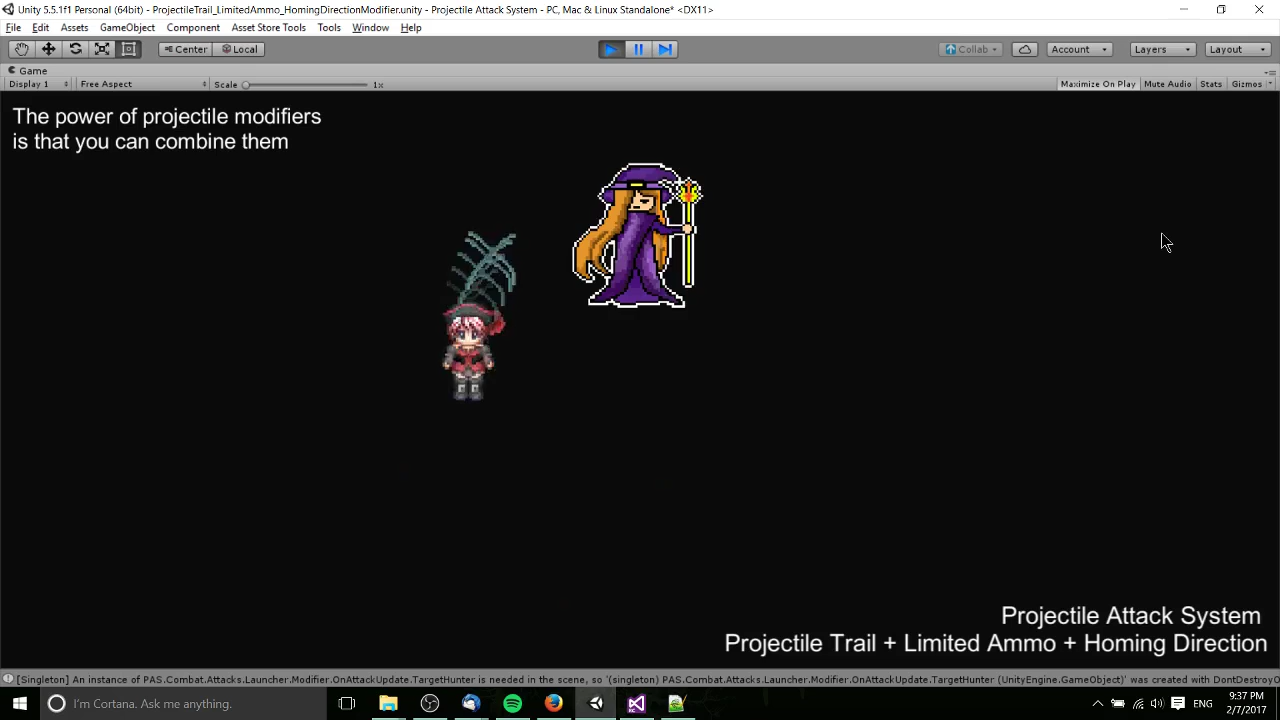 Unity 5.5.1f1 Personal (64bit) - ProjectileTrail_LimitedAmmo_HomingDirectionModifier.unity - Projectile Attack System - PC, Mac & Linux Standalone* <DX11>
File Edit Assets GameObject Component Asset Store Tools Tools Window Help
Center Local Collab Account Layers Layout
Game
Display 1 Free Aspect Scale 1x Maximize On Play Mute Audio Stats Gizmos
The power of projectile modifiers
is that you can combine them
Projectile Attack System
Projectile Trail + Limited Ammo + Homing Direction
[Singleton] An instance of PAS.Combat.Attacks.Launcher.Modifier.OnAttackUpdate.TargetHunter is needed in the scene, so '(singleton) PAS.Combat.Attacks.Launcher.Modifier.OnAttackUpdate.TargetHunter (UnityEngine.GameObject)' was created with DontDestroyO
I'm Cortana. Ask me anything.
ENG
9:37 PM
2/7/2017